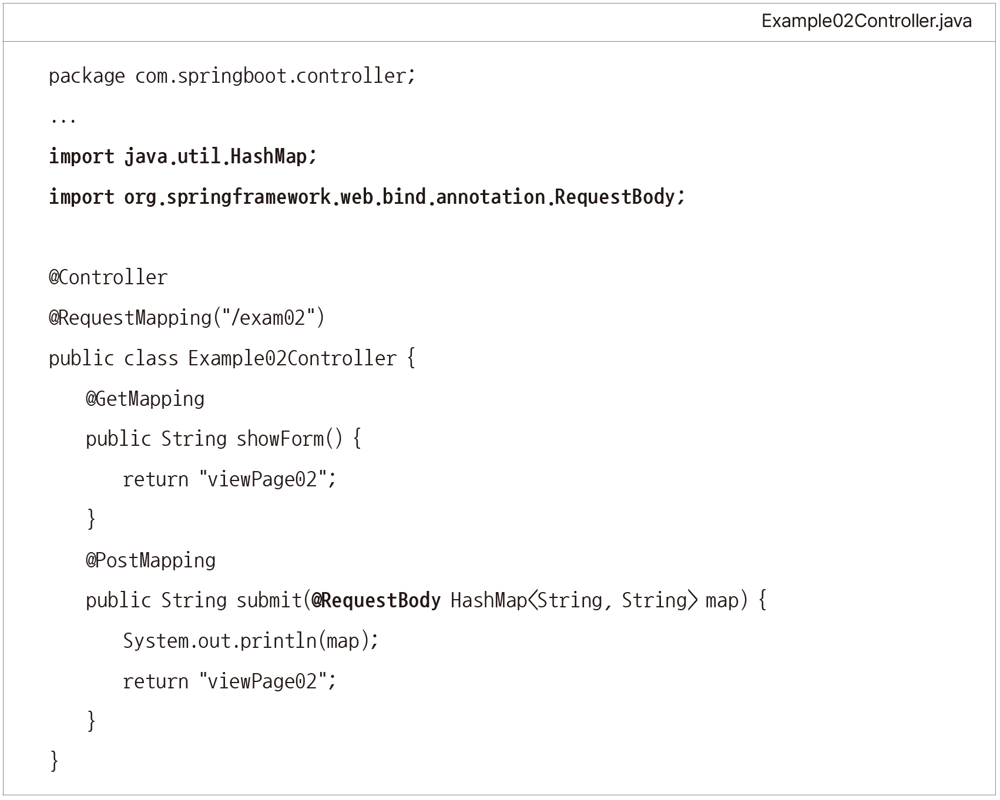 Example02Controller.java
package com.springboot.controller;
...
import java.util.HashMap;
import org.springframework.web.bind.annotation.RequestBody;
@Controller
@RequestMapping("/exam02")
public class Example02Controller {
@GetMapping
public String showForm() {
return "viewPage02";
}
@PostMapping
public String submit(@RequestBody HashMap<String, String> map) {
System.out.println(map);
return "viewPage02";
}
}